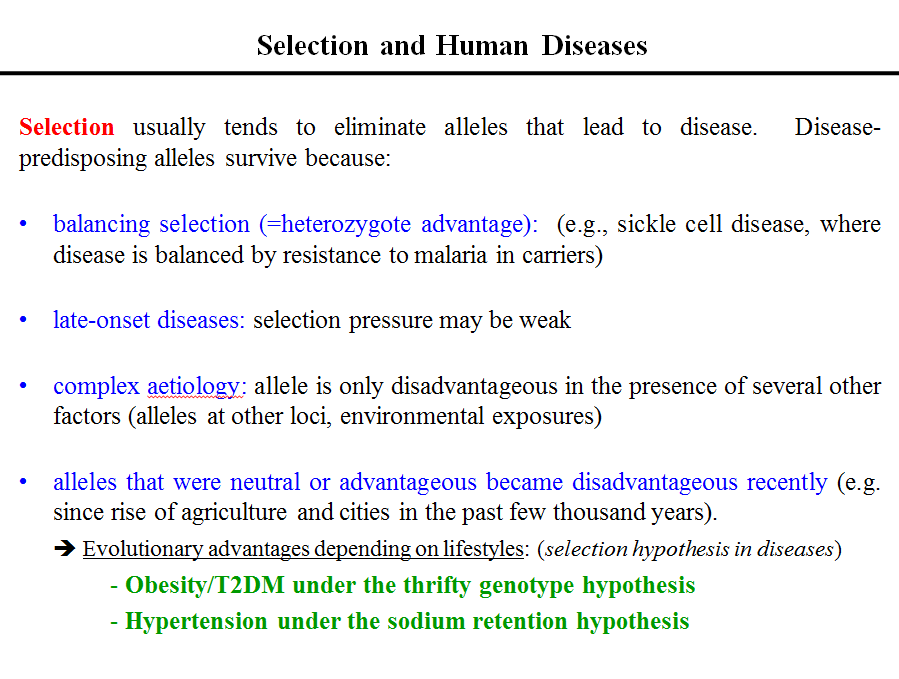 Selection and Human Diseases
Selection usually tends to eliminate alleles that lead to disease. Disease-
predisposing alleles survive because:
• balancing selection (=heterozygote advantage): (e.g., sickle cell disease, where
disease is balanced by resistance to malaria in carriers)
• late-onset diseases: selection pressure may be weak
• complex aetiology: allele is only disadvantageous in the presence of several other
factors (alleles at other loci, environmental exposures)
• alleles that were neutral or advantageous became disadvantageous recently (e.g.
since rise of agriculture and cities in the past few thousand years).
➔ Evolutionary advantages depending on lifestyles: (selection hypothesis in diseases)
- Obesity/T2DM under the thrifty genotype hypothesis
- Hypertension under the sodium retention hypothesis